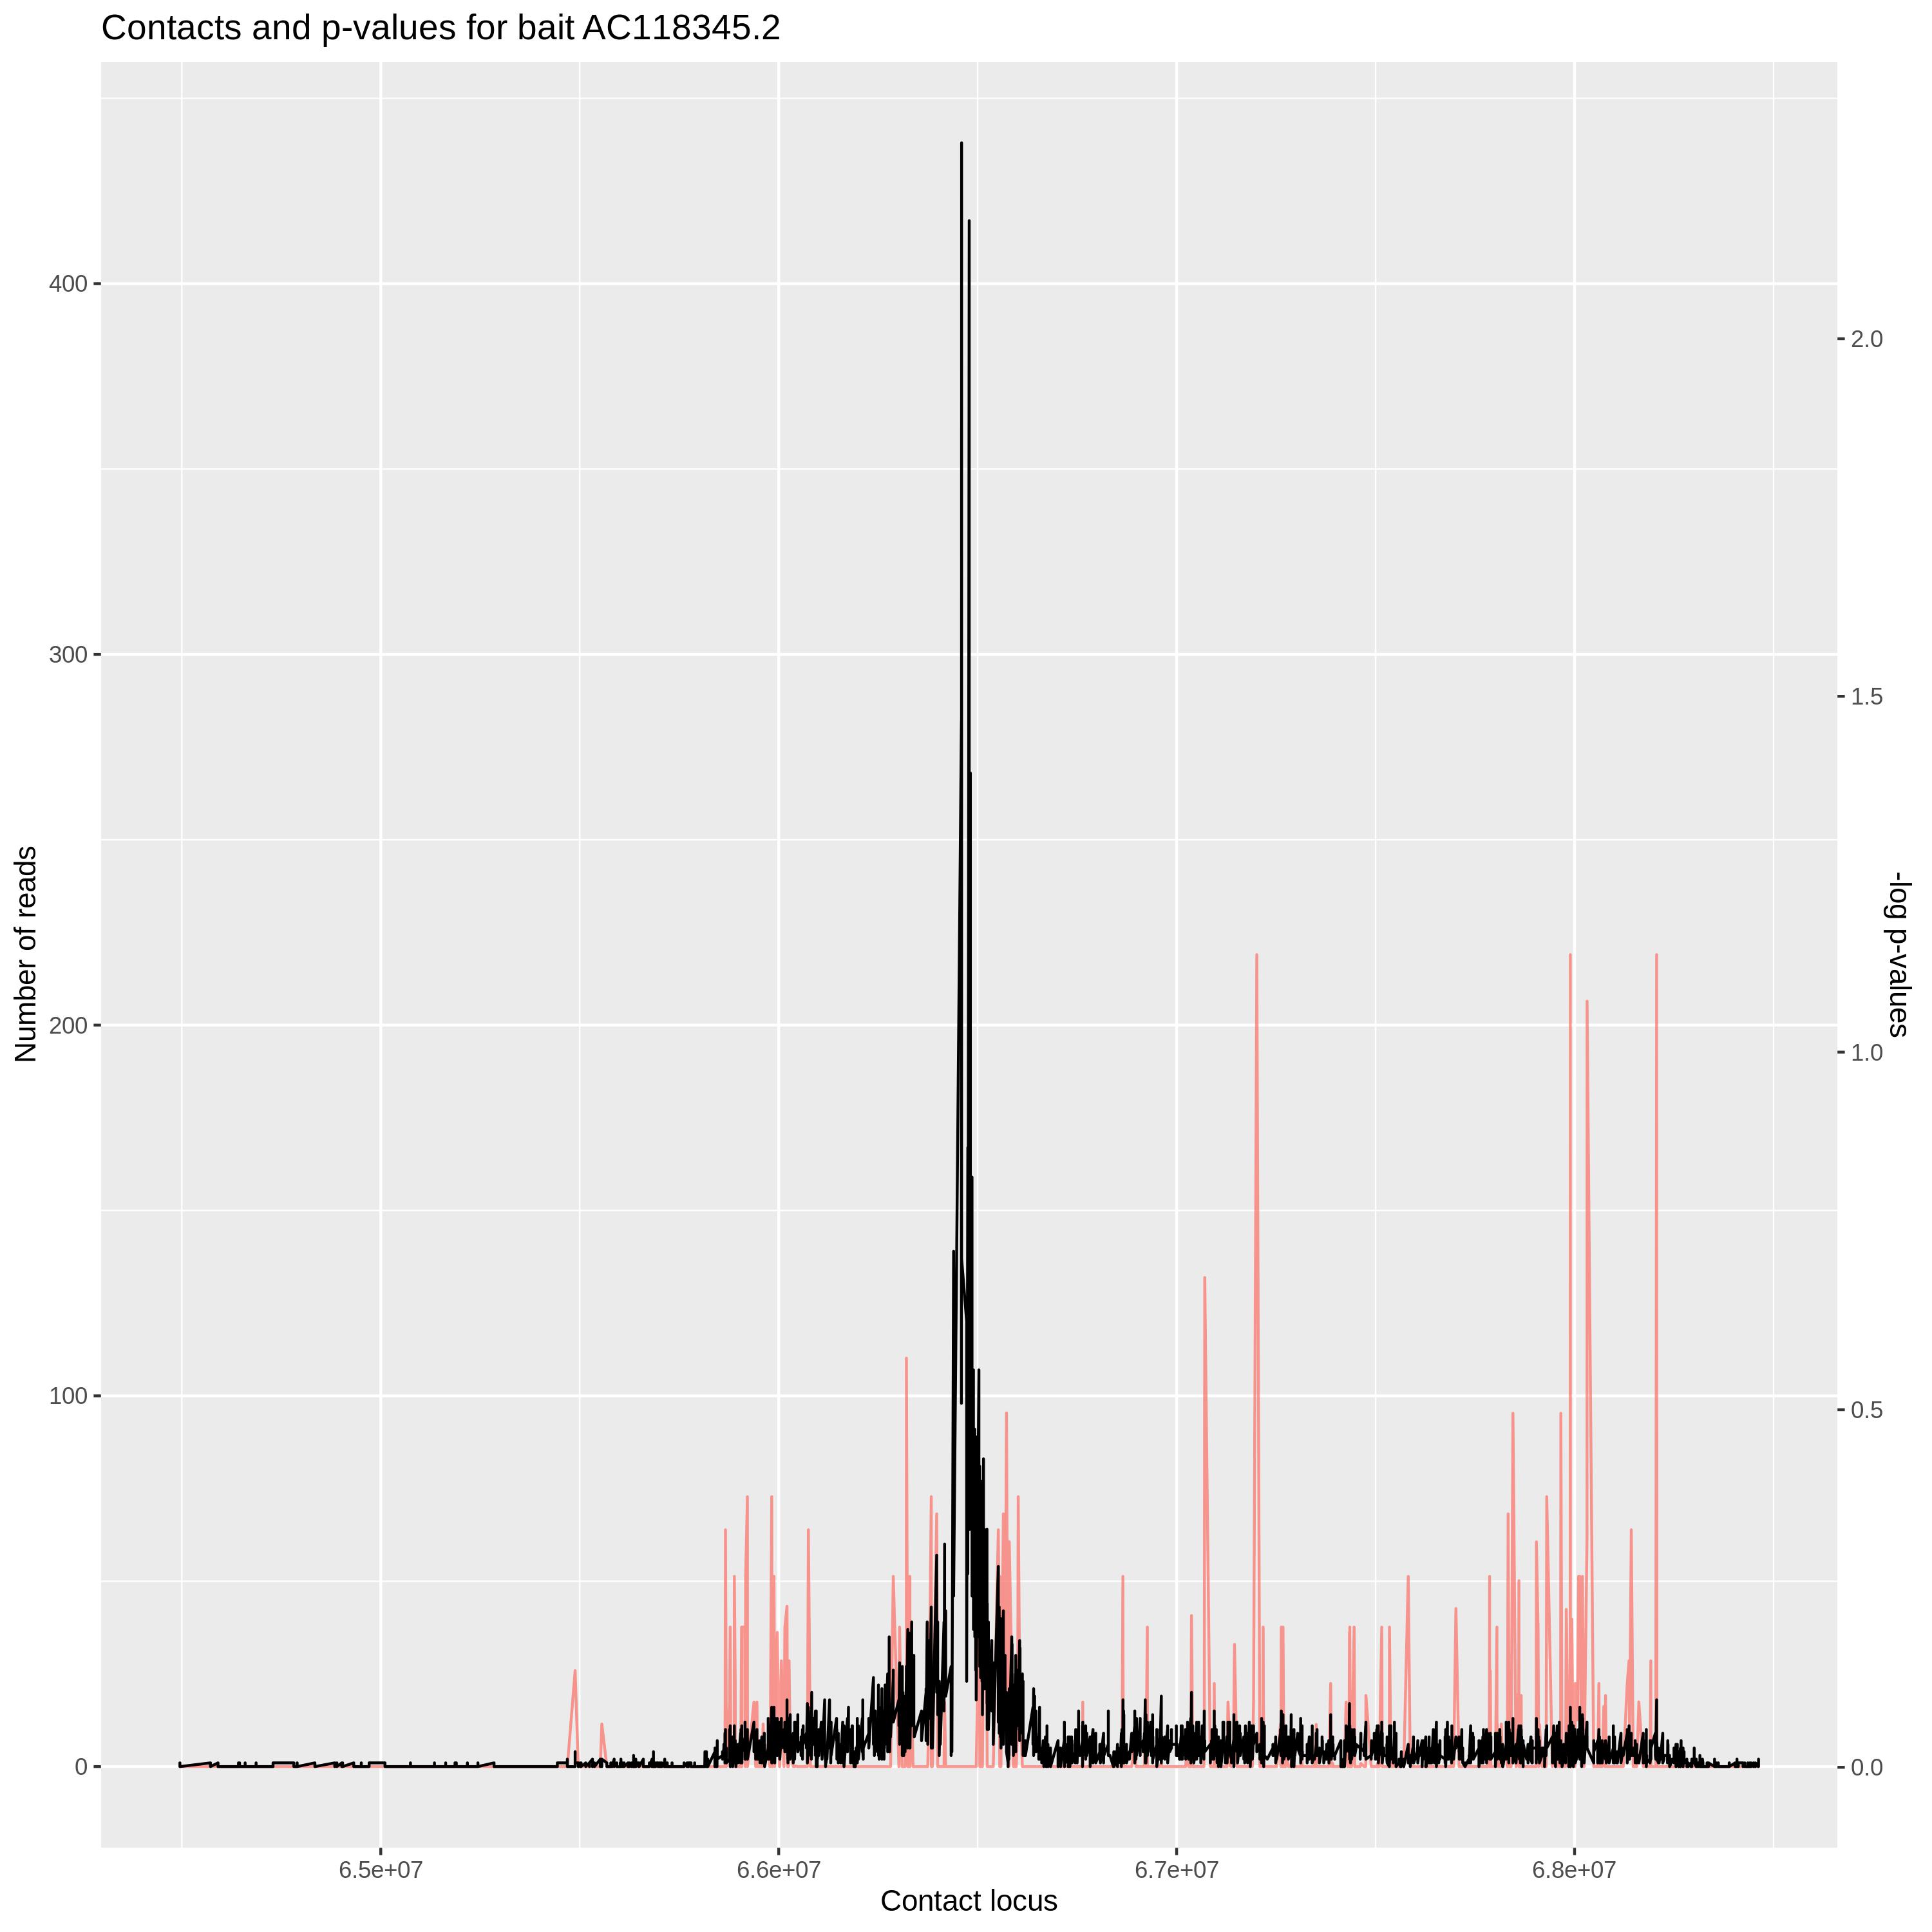 Contacts and p-values for bait AC118345.2
400
300
200
100
0
Number of reads
2.0
1.5
1.0
0.5
0.0
-log p-values
6.5e+07
6.6e+07
6.7e+07
6.8e+07
Contact locus